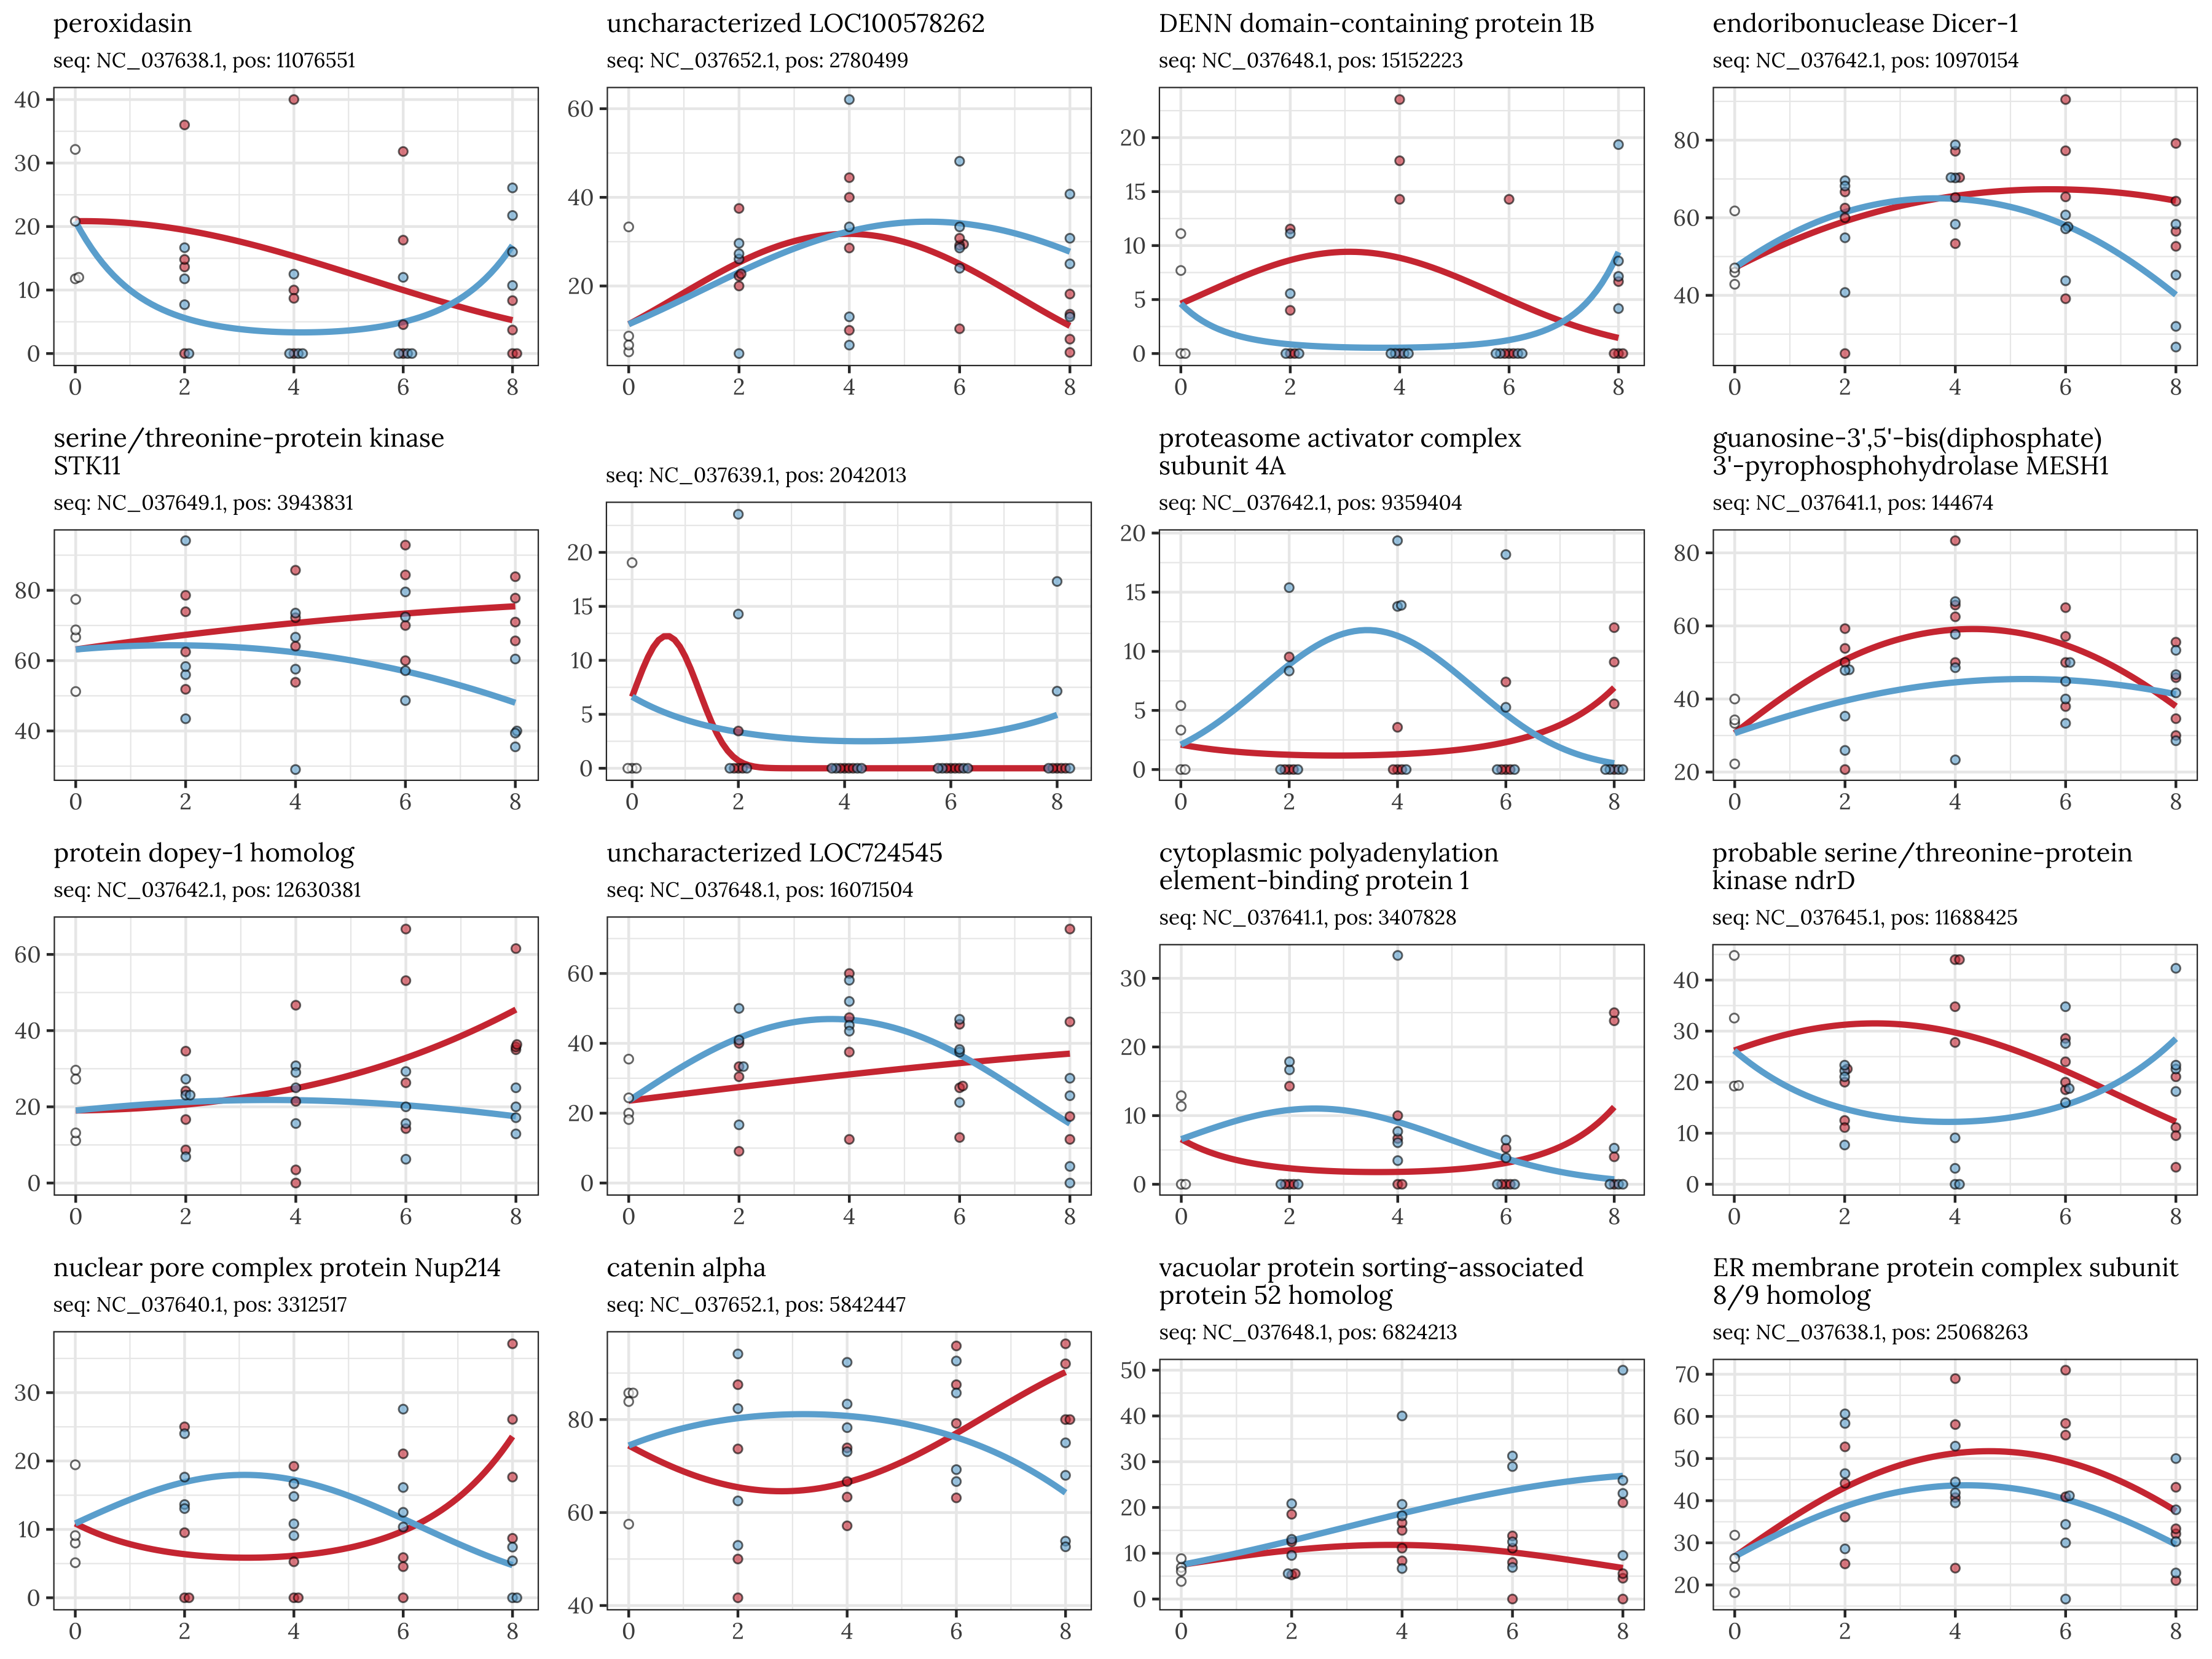 peroxidasin
seq: NC_037638.1, pos: 11076551
40
30
20
10
0
0 2 4 6 8
uncharacterized LOC100578262
seq: NC_037652.1, pos: 2780499
60
40
20
0 2 4 6 8
DENN domain-containing protein 1B
seq: NC_037648.1, pos: 15152223
20
15
10
5
0
0 2 4 6 8
endoribonuclease Dicer-1
seq: NC_037642.1, pos: 10970154
80
60
40
0 2 4 6 8
serine/threonine-protein kinase
STK11
seq: NC_037649.1, pos: 3943831
80
60
40
0 2 4 6 8
seq: NC_037639.1, pos: 2042013
20
15
10
5
0
0 2 4 6 8
proteasome activator complex
subunit 4A
seq: NC_037642.1, pos: 9359404
20
15
10
5
0
0 2 4 6 8
guanosine-3',5'-bis(diphosphate)
3'-pyrophosphohydrolase MESH1
seq: NC_037641.1, pos: 144674
80
60
40
20
0 2 4 6 8
protein dopey-1 homolog
seq: NC_037642.1, pos: 12630381
60
40
20
0
0 2 4 6 8
uncharacterized LOC724545
seq: NC_037648.1, pos: 16071504
60
40
20
0
0 2 4 6 8
cytoplasmic polyadenylation
element-binding protein 1
seq: NC_037641.1, pos: 3407828
30
20
10
0
0 2 4 6 8
probable serine/threonine-protein
kinase ndrD
seq: NC_037645.1, pos: 11688425
40
30
20
10
0
0 2 4 6 8
nuclear pore complex protein Nup214
seq: NC_037640.1, pos: 3312517
30
20
10
0
0 2 4 6 8
catenin alpha
seq: NC_037652.1, pos: 5842447
80
60
40
0 2 4 6 8
vacuolar protein sorting-associated
protein 52 homolog
seq: NC_037648.1, pos: 6824213
50
40
30
20
10
0
0 2 4 6 8
ER membrane protein complex subunit
8/9 homolog
seq: NC_037638.1, pos: 25068263
70
60
50
40
30
20
0 2 4 6 8